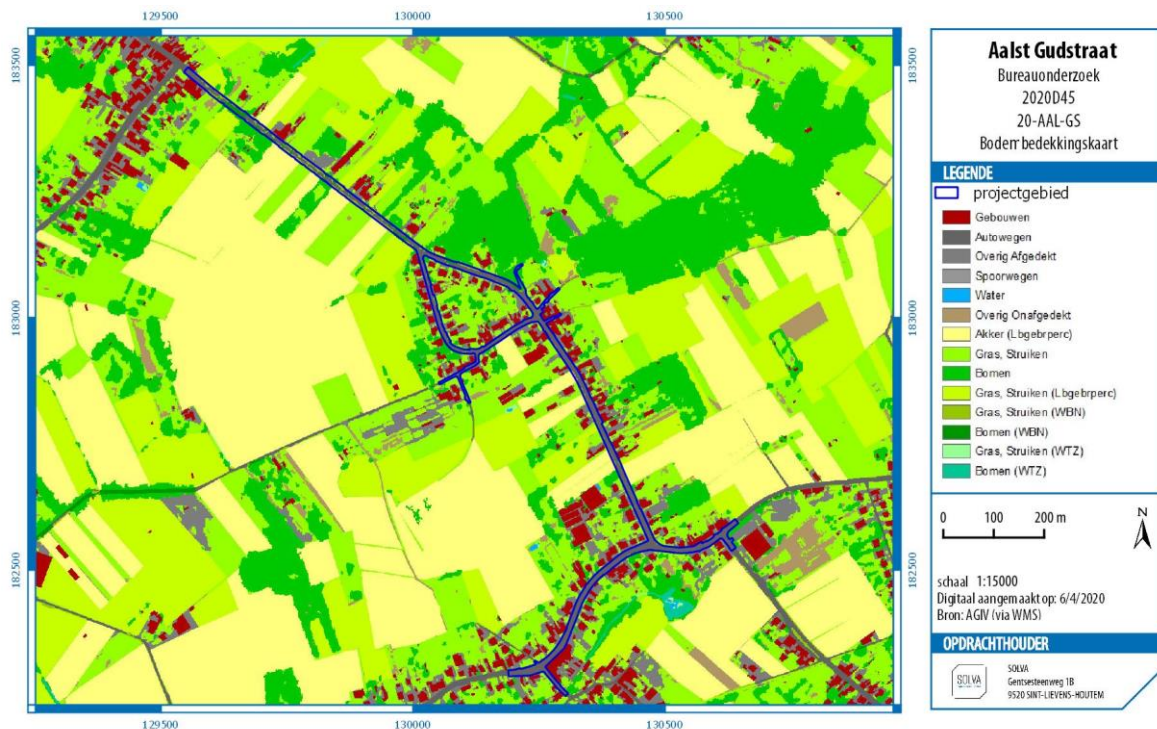 129500 130000 130500
183500
183500
183000
183000
182500
182500
129500 130000 130500
Aalst Gudstraat
Bureauonderzoek
2020D45
20-AAL-GS
Bodembedekkingskaart
LEGENDE
projectgebied
Gebouwen
Autowegen
Overig Afgedekt
Spoorwegen
Water
Overig Onafgedekt
Akker (Lbgebrperc)
Gras, Struiken
Bomen
Gras, Struiken (Lbgebrperc)
Gras, Struiken (WBN)
Bomen (WBN)
Gras, Struiken (WTZ)
Bomen (WTZ)
N
0 100 200 m
schaal 1:15000
Digitaal aangemaakt op: 6/4/2020
Bron: AGIV (via WMS)
OPDRACHTHOUDER
SOLVA
SOLVA
Gentsesteenweg 1B
9520 SINT-LIEVENS-HOUTEM